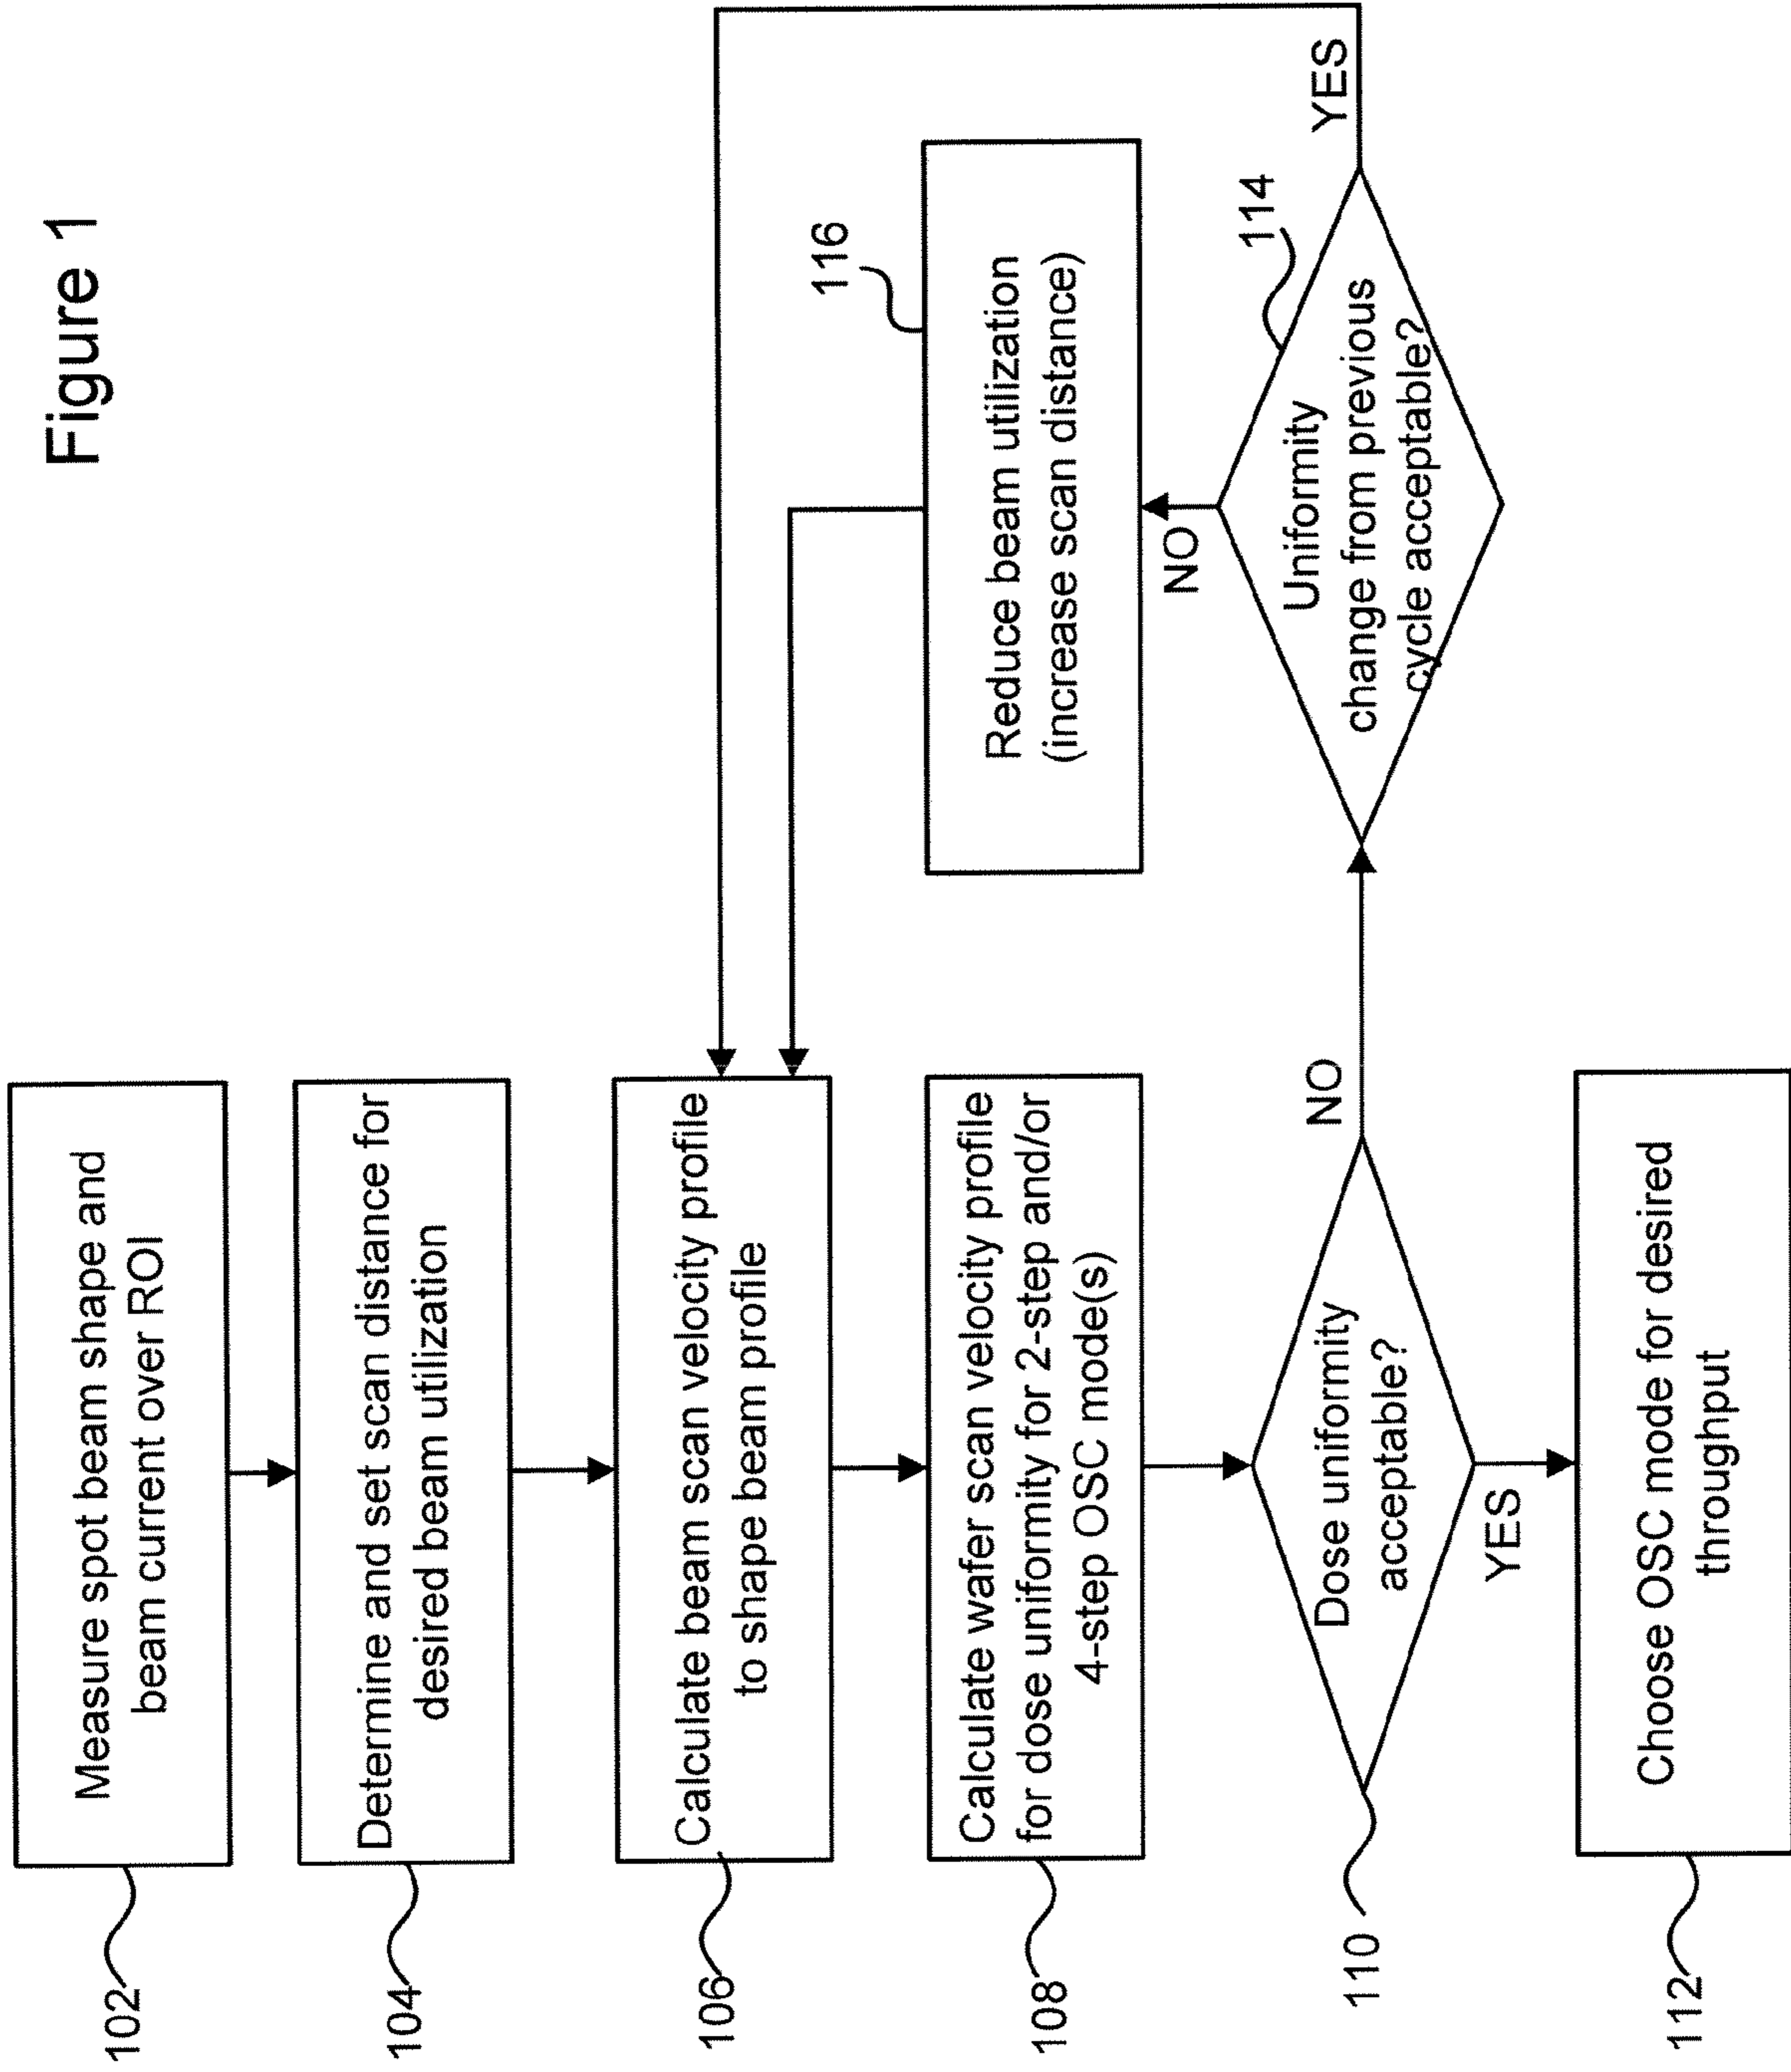 Figure 1
102
Measure spot beam shape and
beam current over ROI
104
Determine and set scan distance for
desired beam utilization
106
Calculate beam scan velocity profile
to shape beam profile
108
Calculate wafer scan velocity profile
for dose uniformity for 2-step and/or
4-step OSC mode(s)
110
Dose uniformity
acceptable?
NO
YES
112
Choose OSC mode for desired
throughput
116
Reduce beam utilization
(increase scan distance)
NO
114
Uniformity
change from previous
cycle acceptable?
YES